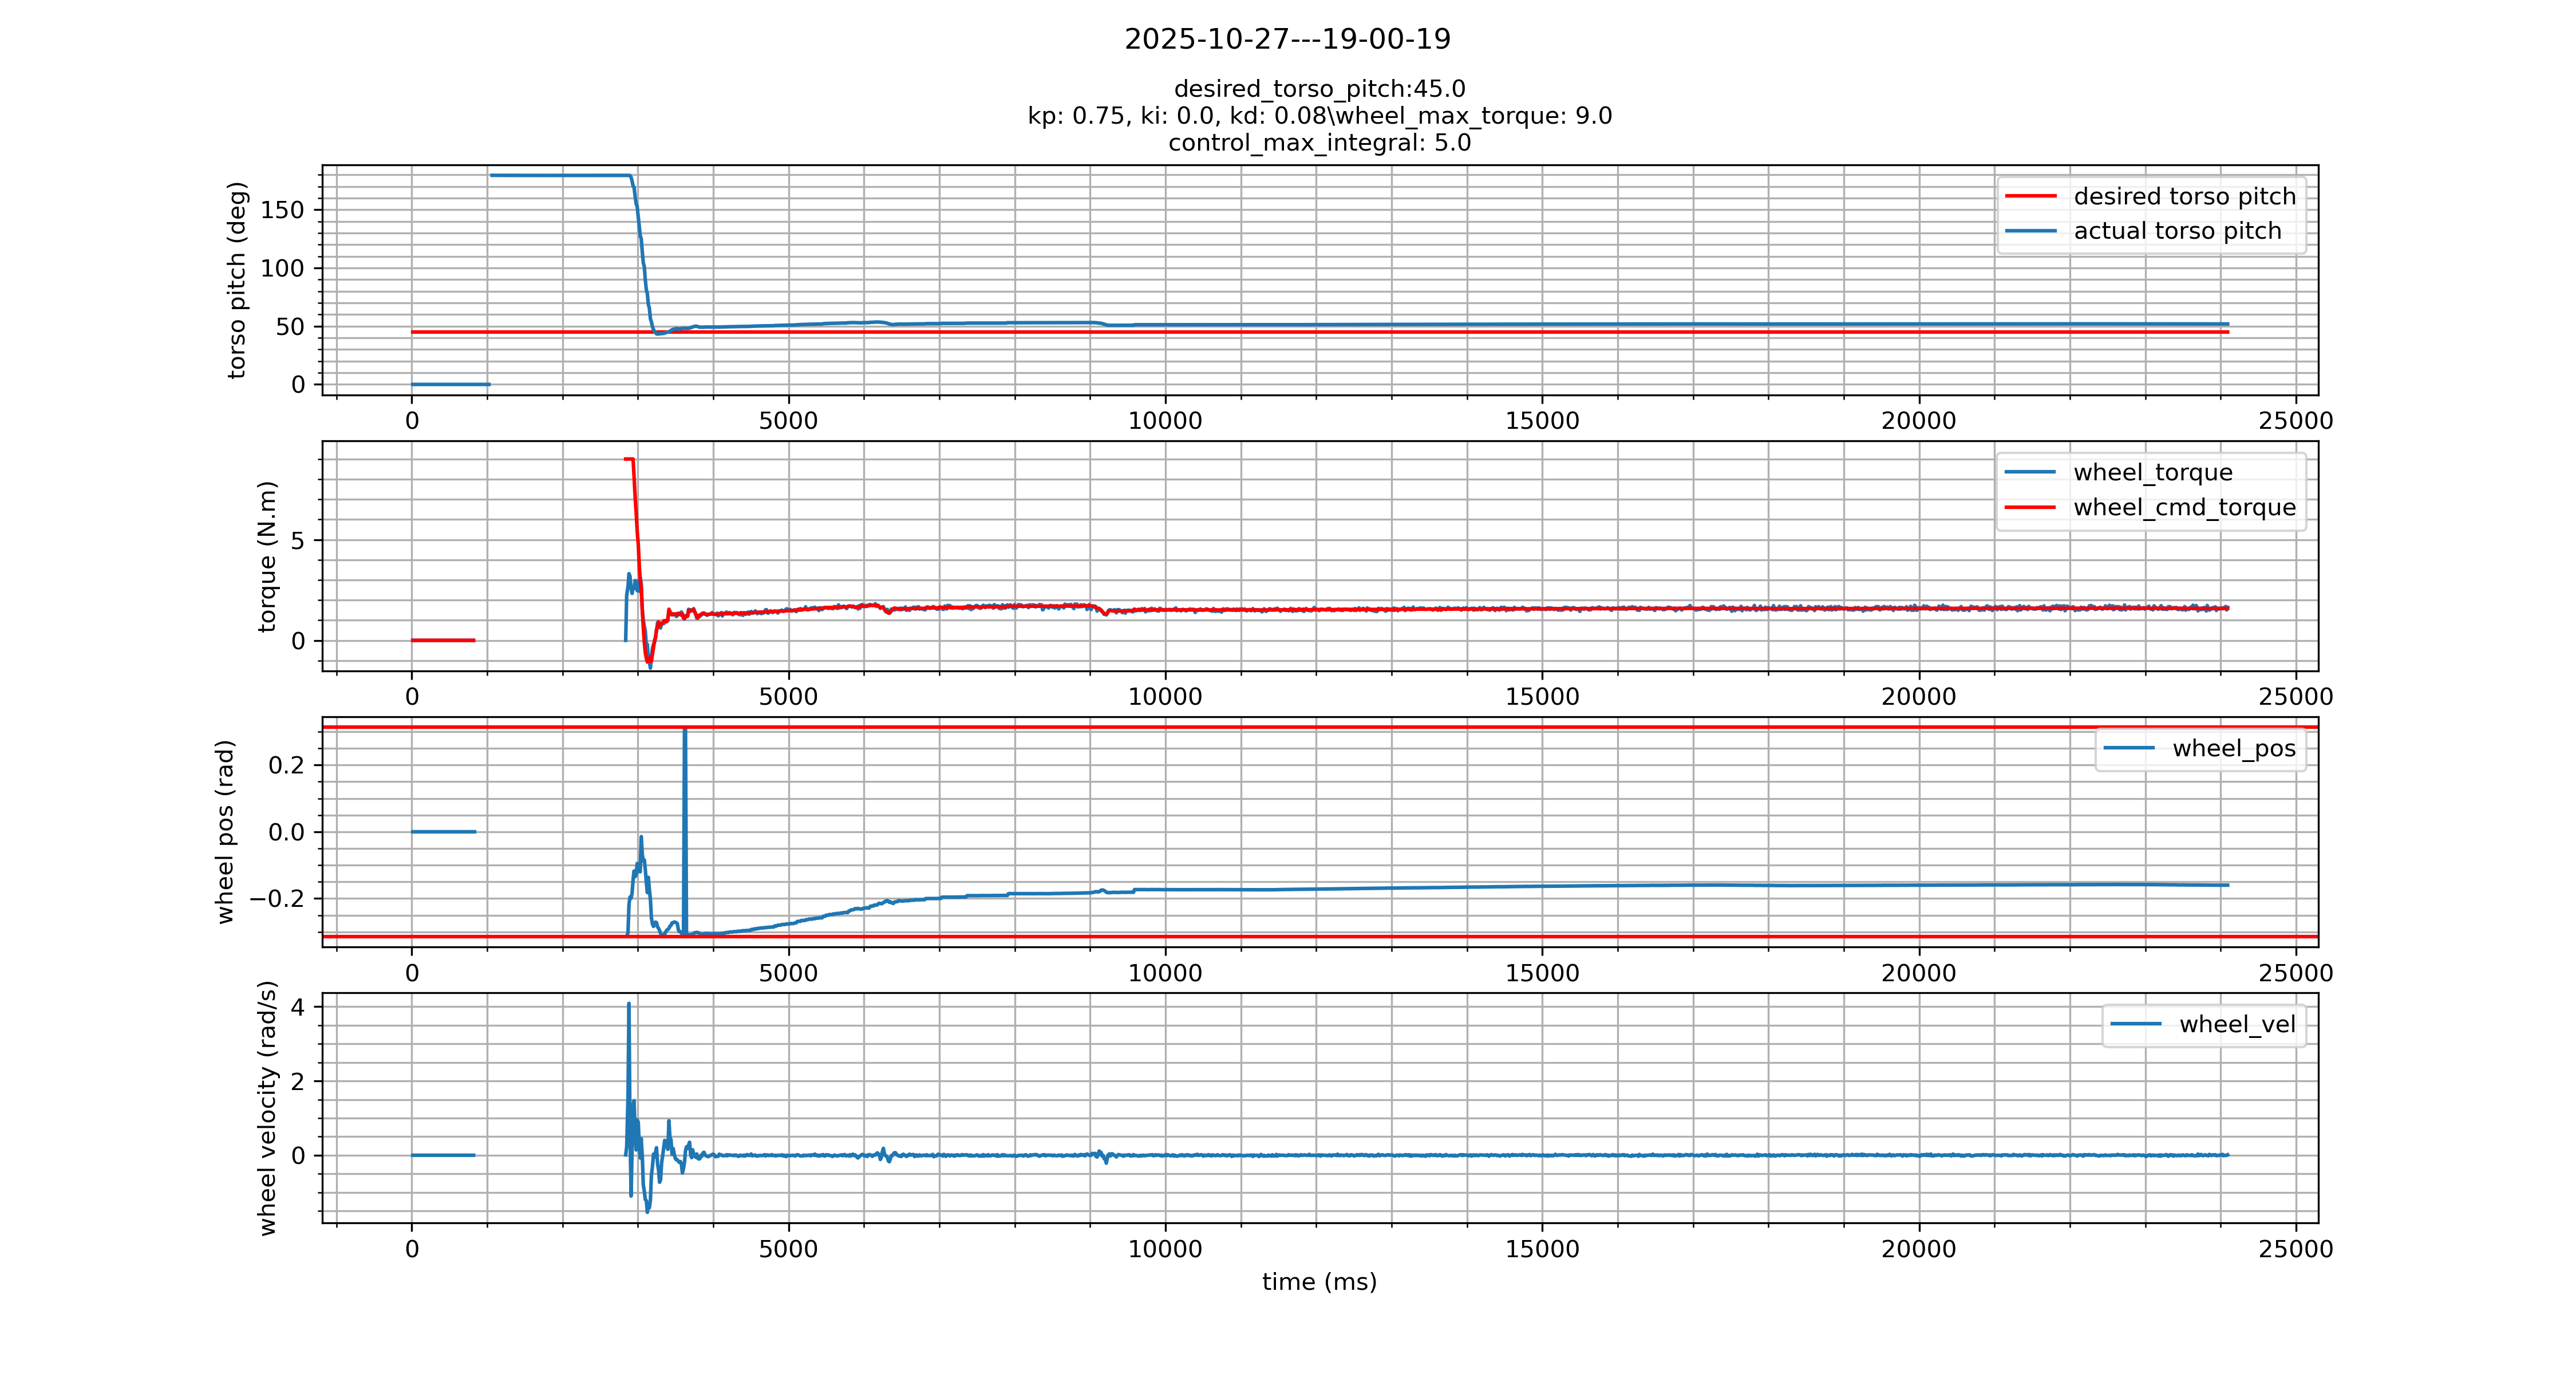 2025-10-27---19-00-19
desired_torso_pitch:45.0
kp: 0.75, ki: 0.0, kd: 0.08\wheel_max_torque: 9.0
control_max_integral: 5.0
torso pitch (deg)
150
100
50
0
desired torso pitch
actual torso pitch
0 5000 10000 15000 20000 25000
torque (N.m)
5
0
wheel_torque
wheel_cmd_torque
0 5000 10000 15000 20000 25000
wheel pos (rad)
0.2
0.0
−0.2
wheel_pos
0 5000 10000 15000 20000 25000
wheel velocity (rad/s)
4
2
0
wheel_vel
0 5000 10000 15000 20000 25000
time (ms)